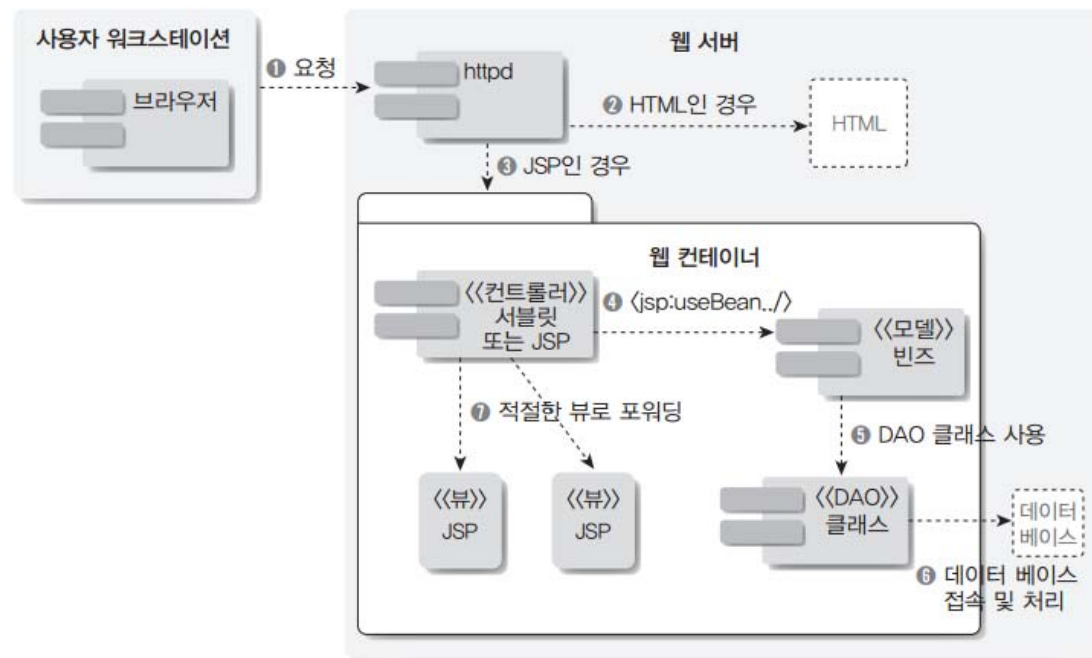 사용자 워크스테이션
브라우저
❶ 요청
웹 서버
httpd
❷ HTML인 경우
HTML
❸ JSP인 경우
웹 컨테이너
《컨트롤러》
서블릿
또는 JSP
❹ 〈jsp:useBean../〉
《모델》
빈즈
❼ 적절한 뷰로 포워딩
❺ DAO 클래스 사용
《뷰》
JSP
《뷰》
JSP
《DAO》
클래스
데이터
베이스
❻ 데이터 베이스
접속 및 처리